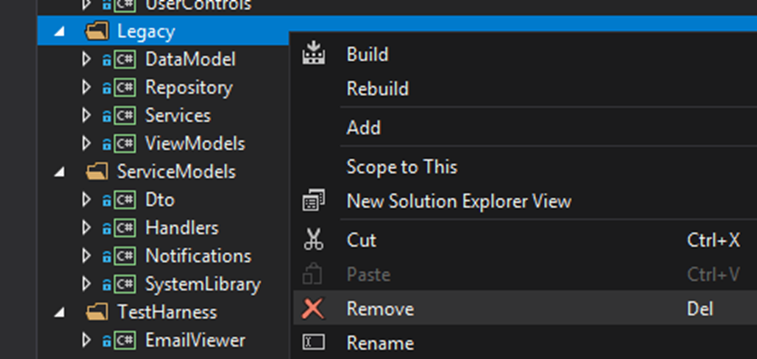 UserControls
Legacy
C# DataModel
C# Repository
C# Services
C# ViewModels
ServiceModels
C# Dto
C# Handlers
C# Notifications
C# SystemLibrary
TestHarness
C# EmailViewer
Build
Rebuild
Add
Scope to This
New Solution Explorer View
Cut Ctrl+X
Paste Ctrl+V
Remove Del
Rename